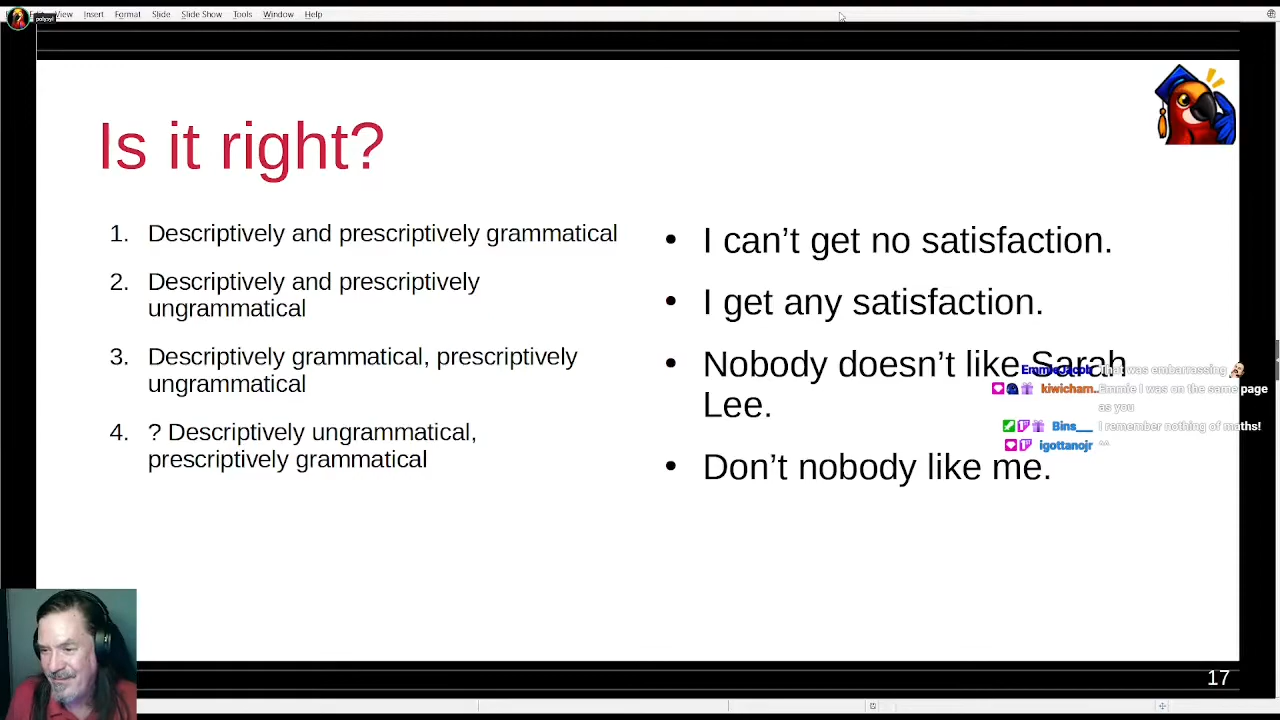 polypyl
View Insert Format Slide Slide Show Tools Window Help
Is it right?
1. Descriptively and prescriptively grammatical
2. Descriptively and prescriptively
ungrammatical
3. Descriptively grammatical, prescriptively
ungrammatical
4. ? Descriptively ungrammatical,
prescriptively grammatical
• I can’t get no satisfaction.
• I get any satisfaction.
• Nobody doesn’t like Sarah
Lee.
• Don’t nobody like me.
EmmieJacob That was embarrassing
kiwicham.. Emmie I was on the same page
as you
Bins___ I remember nothing of maths!
igottanojr ^^
17